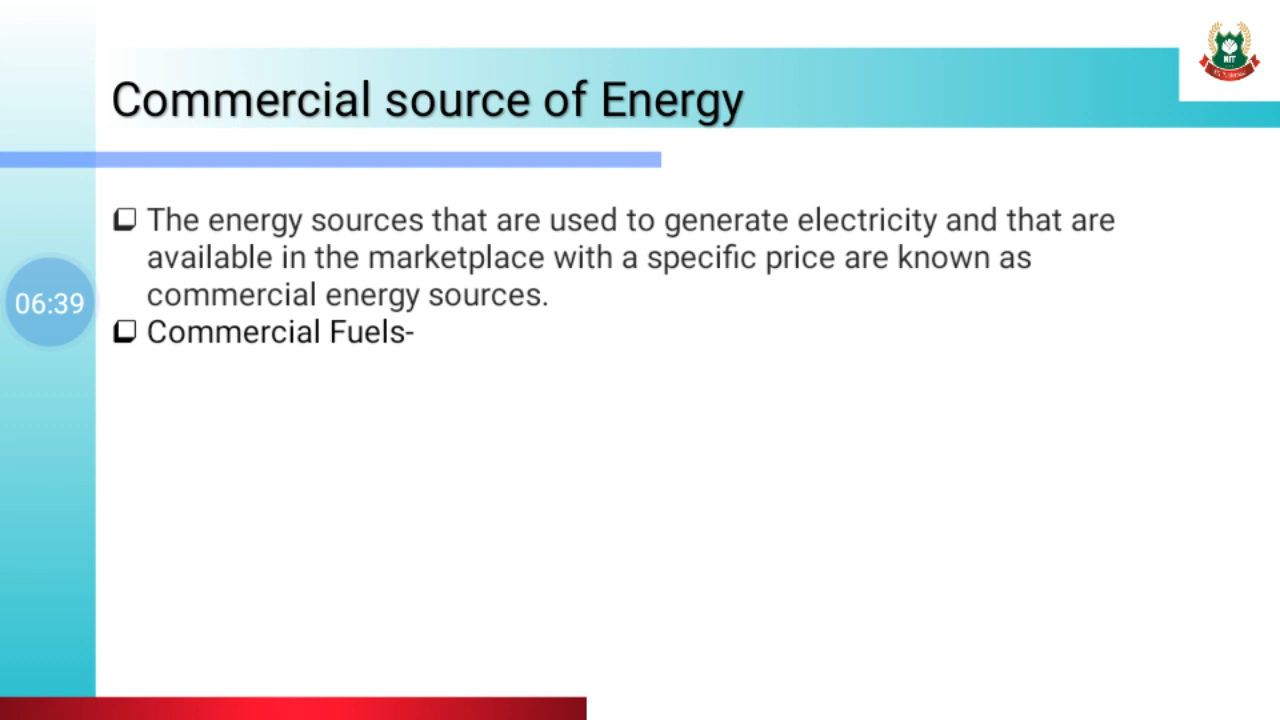 Commercial source of Energy
The energy sources that are used to generate electricity and that are
available in the marketplace with a specific price are known as
commercial energy sources.
06:39
Commercial Fuels-
NIT